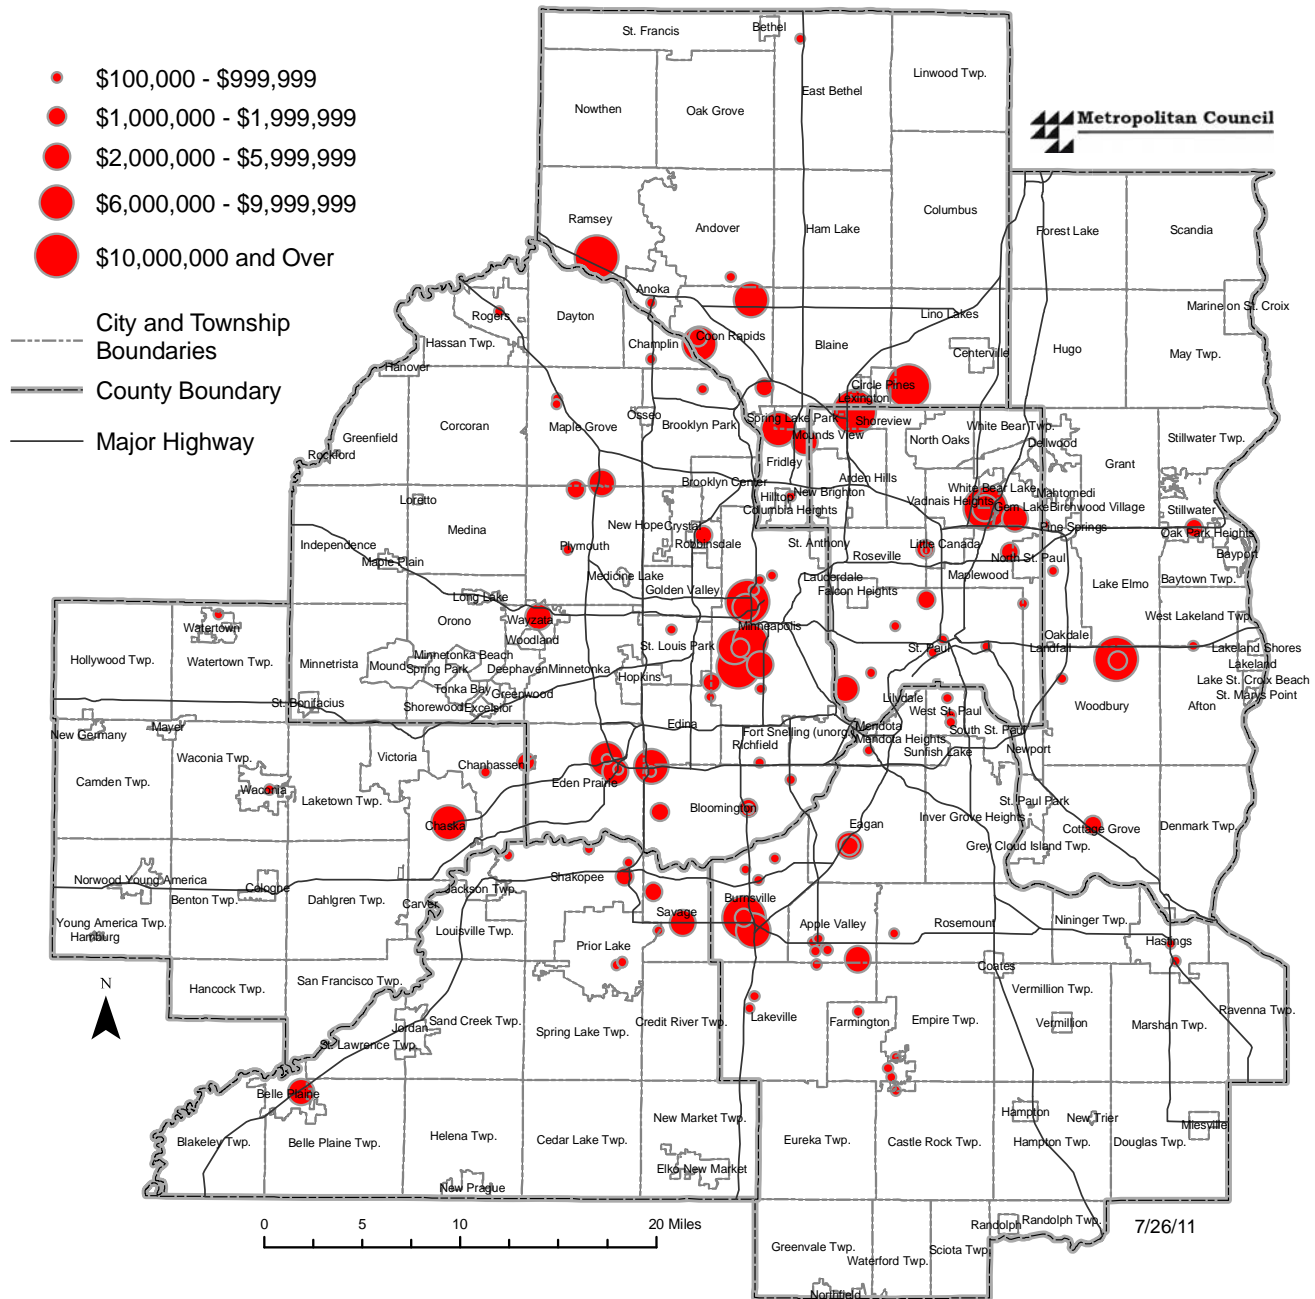 $100,000 - $999,999
$1,000,000 - $1,999,999
$2,000,000 - $5,999,999
$6,000,000 - $9,999,999
$10,000,000 and Over
City and Township
Boundaries
County Boundary
Major Highway
Metropolitan Council
St. Francis
Bethel
Linwood Twp.
East Bethel
Nowthen
Oak Grove
Columbus
Ramsey
Andover
Ham Lake
Forest Lake
Scandia
Anoka
Marine on St. Croix
Rogers
Dayton
Lino Lakes
Hassan Twp.
Champlin
Coon Rapids
Blaine
Centerville
Hugo
May Twp.
Hanover
Circle Pines
Lexington
Osseo
Corcoran
Maple Grove
Brooklyn Park
Spring Lake Park
Shoreview
White Bear Twp.
Greenfield
Mounds View
North Oaks
Dellwood
Stillwater Twp.
Rockford
Fridley
Grant
Arden Hills
Brooklyn Center
White Bear Lake
Mahtomedi
Loretto
Hilltop
New Brighton
Vadnais Heights
Gem Lake
Birchwood Village
Columbia Heights
Stillwater
Medina
New Hope
Crystal
Pine Springs
Oak Park Heights
Independence
Plymouth
Robbinsdale
St. Anthony
Little Canada
Roseville
North St. Paul
Bayport
Maple Plain
Medicine Lake
Lauderdale
Maplewood
Lake Elmo
Baytown Twp.
Golden Valley
Falcon Heights
Long Lake
Orono
Wayzata
Minneapolis
West Lakeland Twp.
Watertown
Woodland
St. Louis Park
St. Paul
Oakdale
Landfall
Lakeland Shores
Hollywood Twp.
Watertown Twp.
Minnetrista
Mound
Minnetonka Beach
Spring Park
Deephaven
Minnetonka
Hopkins
Lakeland
Lake St. Croix Beach
St. Bonifacius
Tonka Bay
Greenwood
Shorewood
Excelsior
Lilydale
West St. Paul
Woodbury
Afton
St. Marys Point
New Germany
Mayer
Edina
Fort Snelling (unorg.)
Richfield
Mendota
Mendota Heights
South St. Paul
Sunfish Lake
Newport
Waconia Twp.
Victoria
Chanhassen
Camden Twp.
Waconia
Laketown Twp.
Eden Prairie
Bloomington
St. Paul Park
Inver Grove Heights
Chaska
Eagan
Cottage Grove
Denmark Twp.
Grey Cloud Island Twp.
Norwood Young America
Cologne
Benton Twp.
Dahlgren Twp.
Carver
Jackson Twp.
Shakopee
Burnsville
Young America Twp.
Hamburg
Louisville Twp.
Savage
Apple Valley
Rosemount
Nininger Twp.
Prior Lake
Hastings
Hancock Twp.
San Francisco Twp.
Coates
Vermillion Twp.
N
Jordan
Sand Creek Twp.
St. Lawrence Twp.
Spring Lake Twp.
Credit River Twp.
Lakeville
Farmington
Empire Twp.
Vermillion
Marshan Twp.
Ravenna Twp.
Belle Plaine
Blakeley Twp.
Belle Plaine Twp.
Helena Twp.
Cedar Lake Twp.
New Market Twp.
Eureka Twp.
Castle Rock Twp.
Hampton
New Trier
Hampton Twp.
Douglas Twp.
Miesville
Elko New Market
New Prague
Randolph
Randolph Twp.
7/26/11
Greenvale Twp.
Waterford Twp.
Sciota Twp.
Northfield
0 5 10 20 Miles